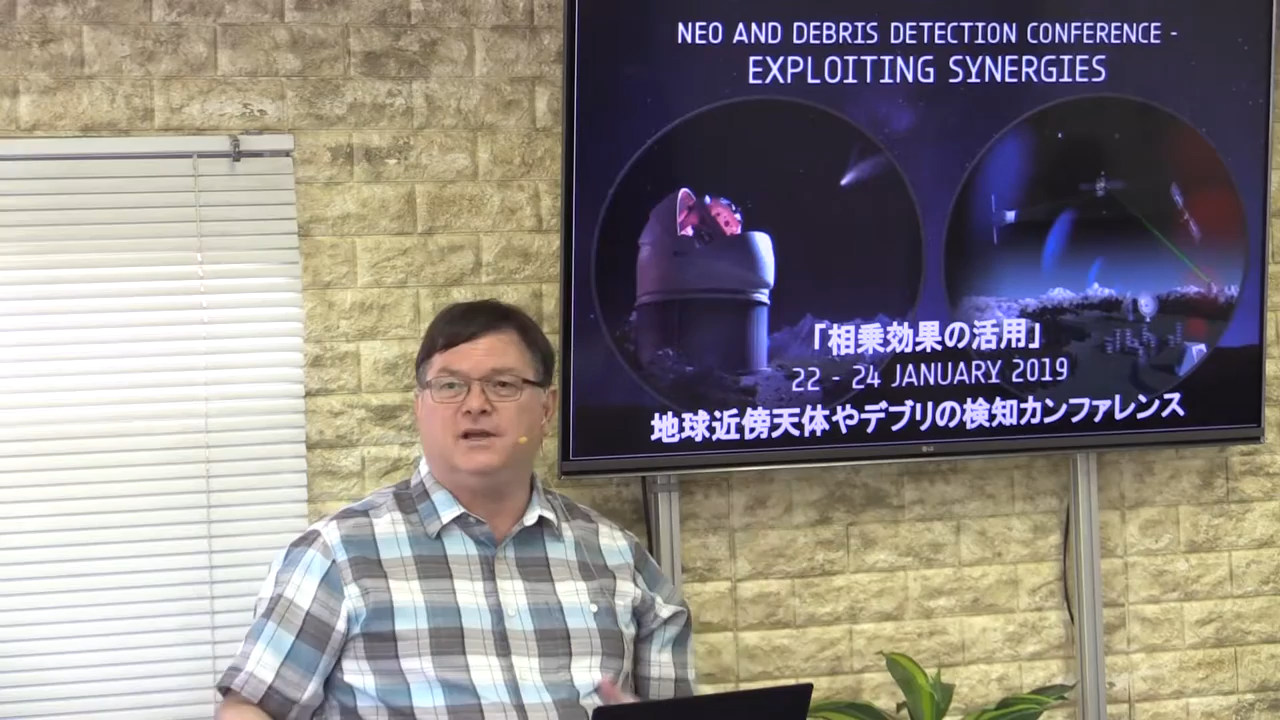 NEO AND DEBRIS DETECTION CONFERENCE -
EXPLOITING SYNERGIES
「相乗効果の活用」
22 - 24 JANUARY 2019
地球近傍天体やデブリの検知カンファレンス
LG